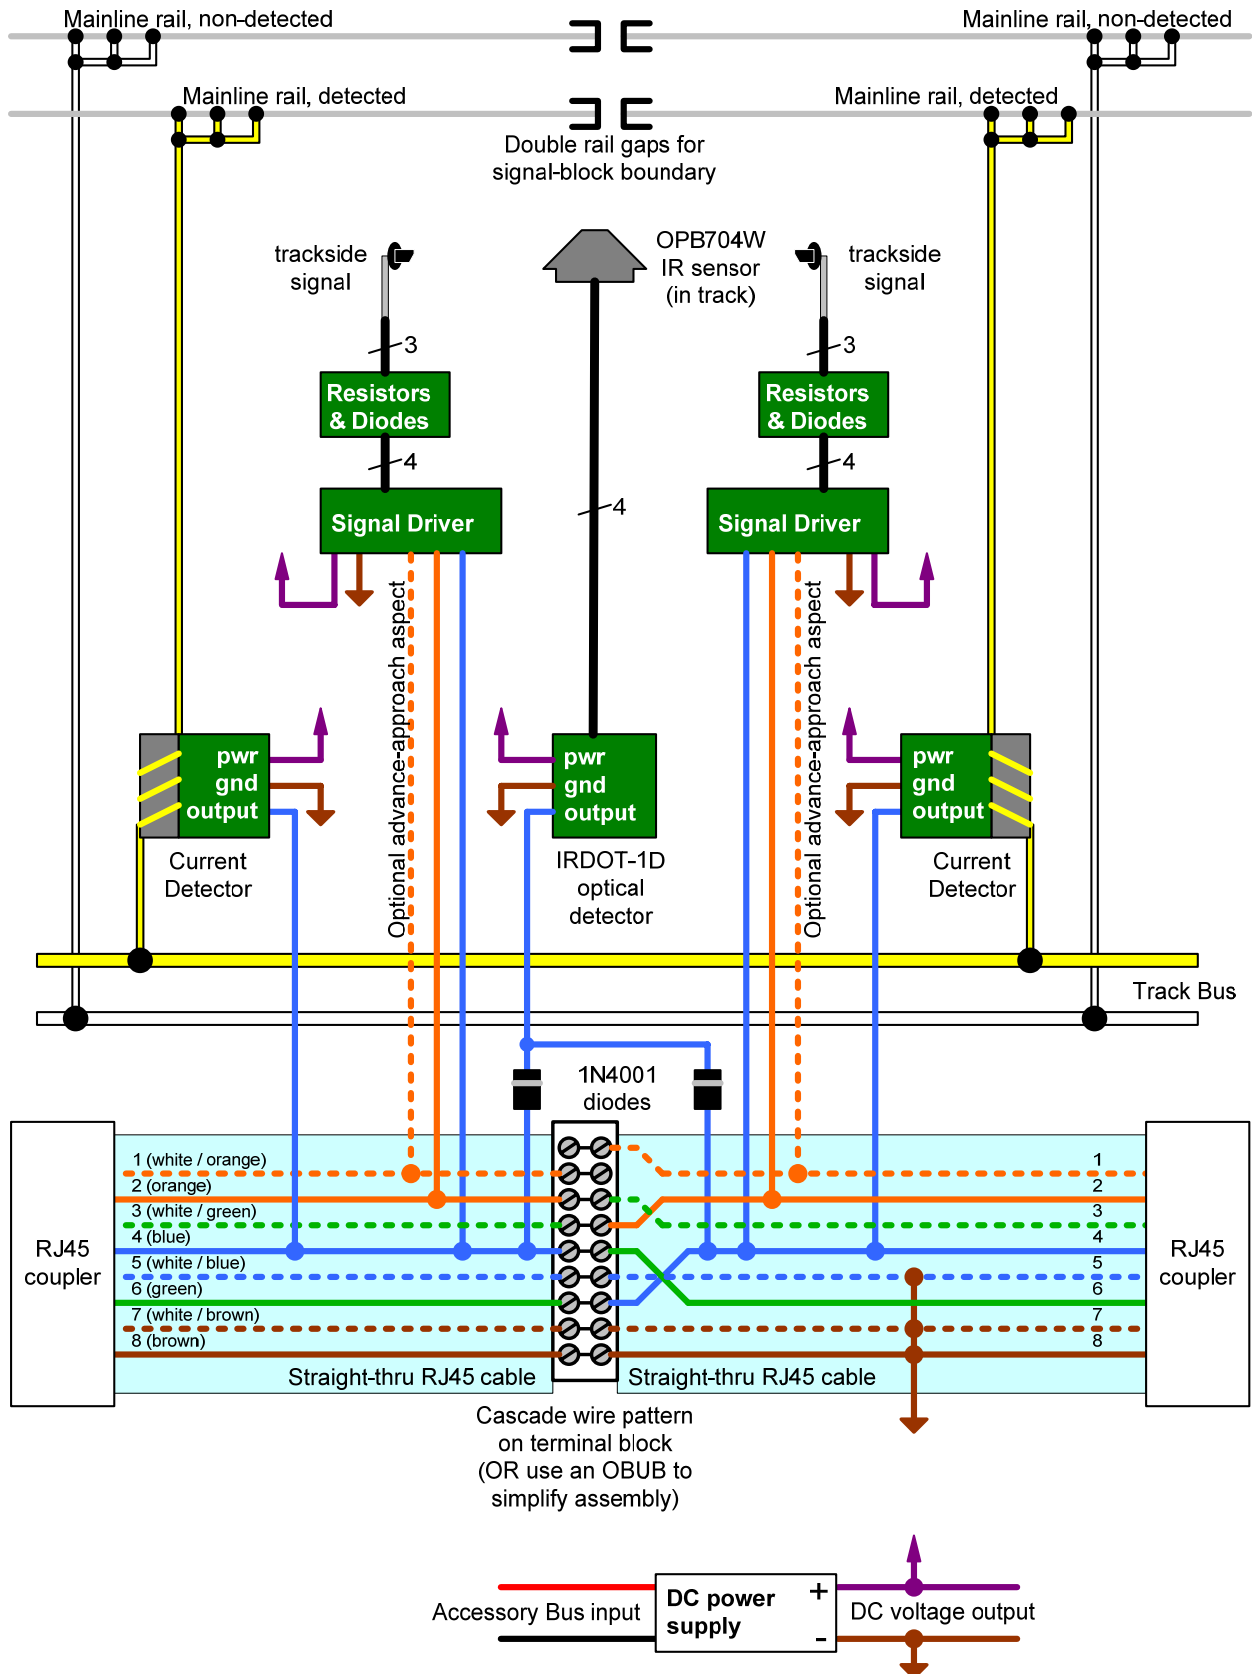 Mainline rail, non-detected
Mainline rail, non-detected
Mainline rail, detected
Mainline rail, detected
Double rail gaps for
signal-block boundary
trackside
signal
OPB704W
IR sensor
(in track)
trackside
signal
3
3
Resistors
& Diodes
Resistors
& Diodes
4
4
4
Signal Driver
Signal Driver
Optional advance-approach aspect
Optional advance-approach aspect
pwr
gnd
output
pwr
gnd
output
pwr
gnd
output
Current
Detector
IRDOT-1D
optical
detector
Current
Detector
Track Bus
1N4001
diodes
1 (white / orange)
2 (orange)
3 (white / green)
4 (blue)
5 (white / blue)
6 (green)
7 (white / brown)
8 (brown)
1
2
3
4
5
6
7
8
RJ45
coupler
RJ45
coupler
Straight-thru RJ45 cable
Straight-thru RJ45 cable
Cascade wire pattern
on terminal block
(OR use an OBUB to
simplify assembly)
DC power
supply
+
-
Accessory Bus input
DC voltage output